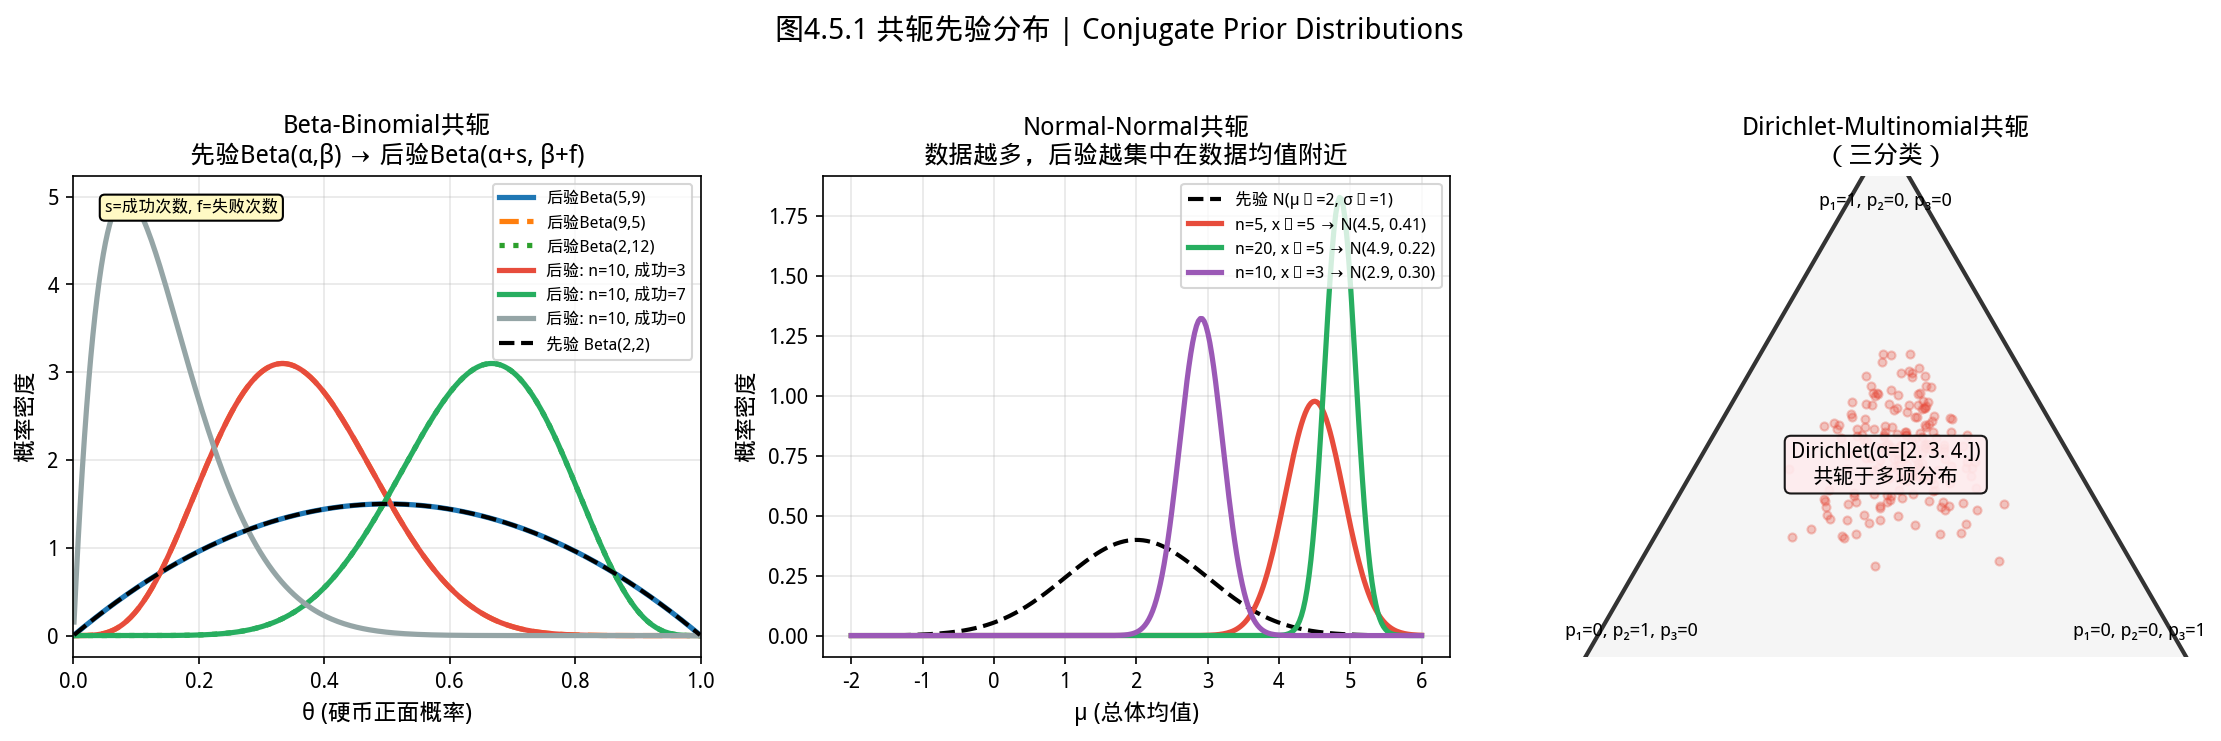 图4.5.1 共轭先验分布 | Conjugate Prior Distributions
Beta-Binomial共轭
先验Beta(α,β) → 后验Beta(α+s, β+f)
s=成功次数, f=失败次数
后验Beta(5,9)
后验Beta(9,5)
后验Beta(2,12)
后验: n=10, 成功=3
后验: n=10, 成功=7
后验: n=10, 成功=0
先验 Beta(2,2)
概率密度
5
4
3
2
1
0
0.0 0.2 0.4 0.6 0.8 1.0
θ (硬币正面概率)
Normal-Normal共轭
数据越多，后验越集中在数据均值附近
先验 N(μ▯=2, σ▯=1)
n=5, x▯=5 → N(4.5, 0.41)
n=20, x▯=5 → N(4.9, 0.22)
n=10, x▯=3 → N(2.9, 0.30)
概率密度
1.75
1.50
1.25
1.00
0.75
0.50
0.25
0.00
-2 -1 0 1 2 3 4 5 6
μ (总体均值)
Dirichlet-Multinomial共轭
（三分类）
p₁=1, p₂=0, p₃=0
Dirichlet(α=[2. 3. 4.])
共轭于多项分布
p₁=0, p₂=1, p₃=0
p₁=0, p₂=0, p₃=1